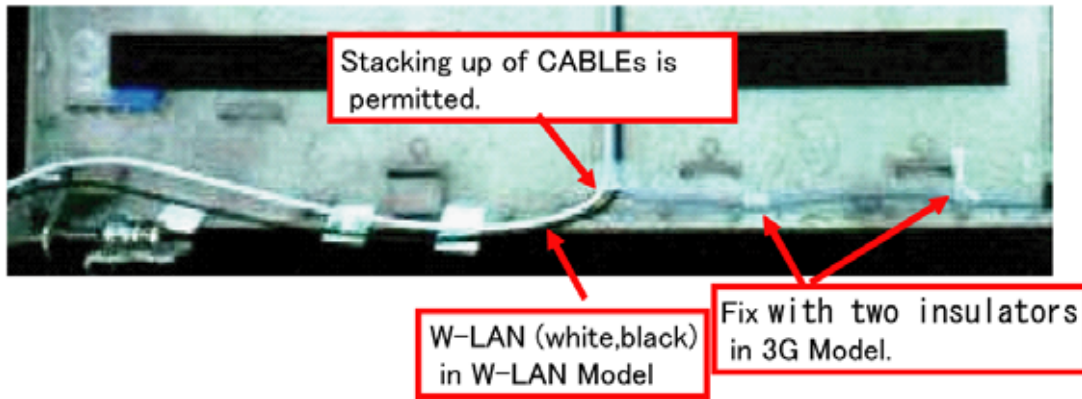 Stacking up of CABLEs is
permitted.
W-LAN (white,black)
in W-LAN Model
Fix with two insulators
in 3G Model.